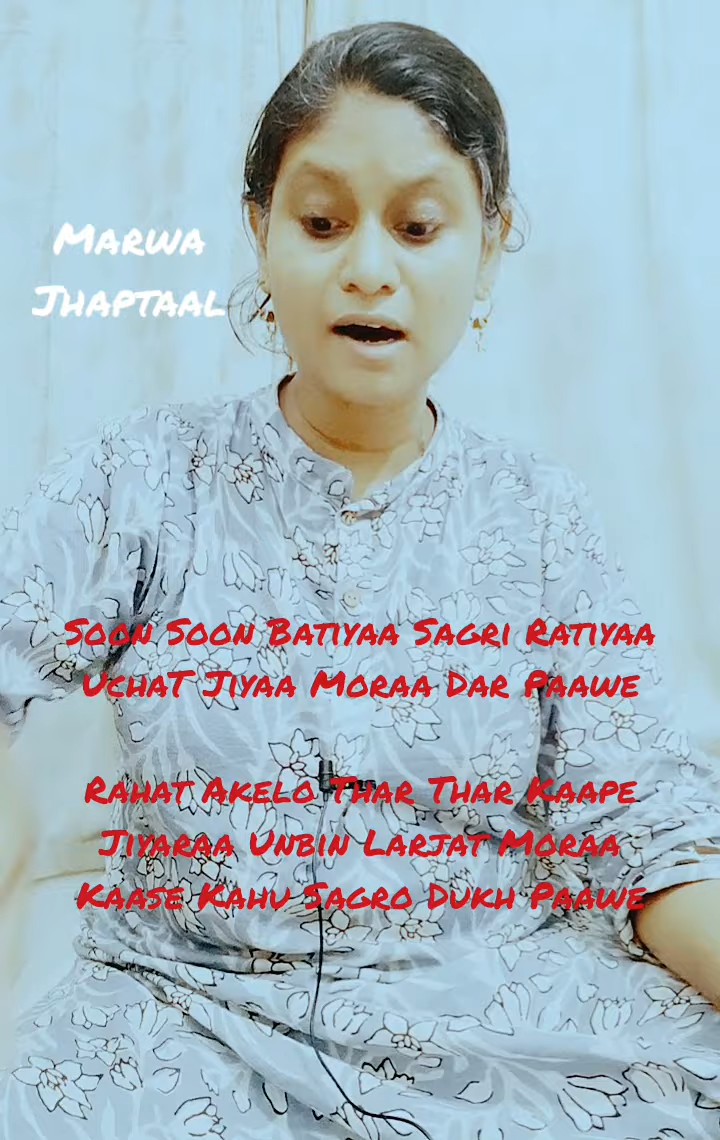 Marwa
Jhaptaal
Soon Soon Batiyaa Sagri Ratiyaa
UchaT Jiyaa Moraa Dar Paawe
Rahat Akelo Thar Thar Kaape
Jiyaraa Unbin Larjat Moraa
Kaase Kahu Sagro Dukh Paawe